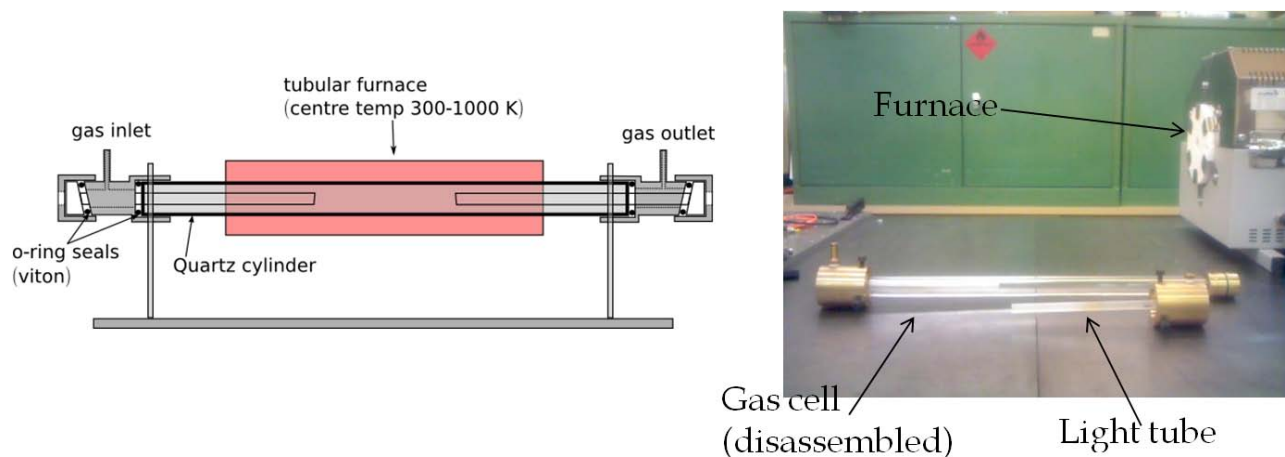 tubular furnace
(centre temp 300-1000 K)
gas inlet
gas outlet
o-ring seals
(viton)
Quartz cylinder
Furnace
Gas cell
(disassembled)
Light tube